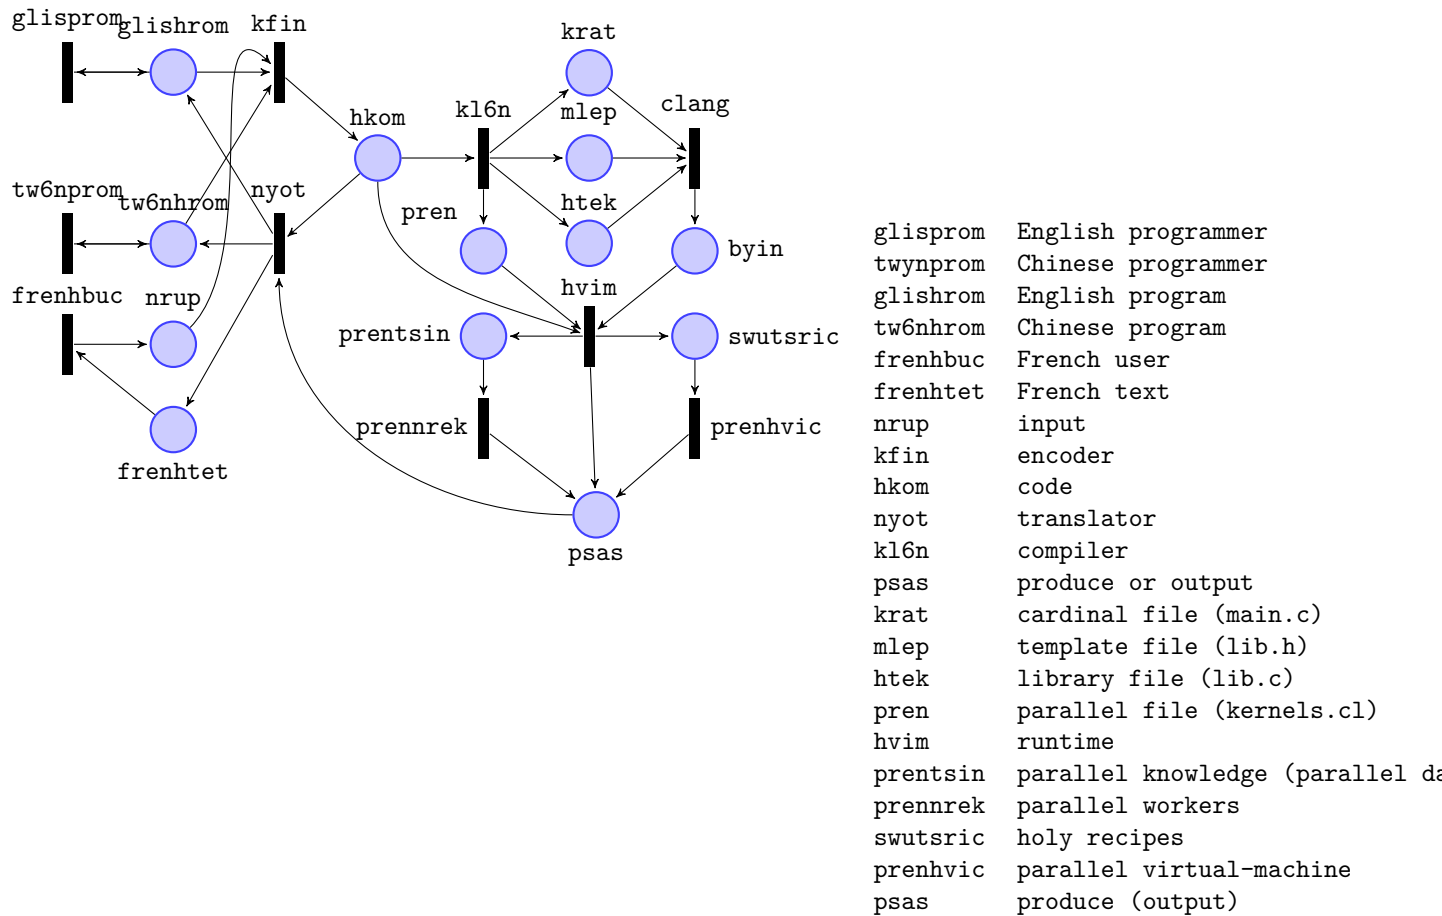 glisprom
glishrom
kfin
krat
hkom
kl6n
mlep
clang
tw6nprom
tw6nhrom
nyot
pren
htek
byin
frenhbuc
nrup
hvim
prentsin
swutsric
prennrek
prenhvic
frenhtet
psas
glisprom English programmer
twynprom Chinese programmer
glishrom English program
tw6nhrom Chinese program
frenhbuc French user
frenhtet French text
nrup input
kfin encoder
hkom code
nyot translator
kl6n compiler
psas produce or output
krat cardinal file (main.c)
mlep template file (lib.h)
htek library file (lib.c)
pren parallel file (kernels.cl)
hvim runtime
prentsin parallel knowledge (parallel
prennrek parallel workers
swutsric holy recipes
prenhvic parallel virtual-machine
psas produce (output)